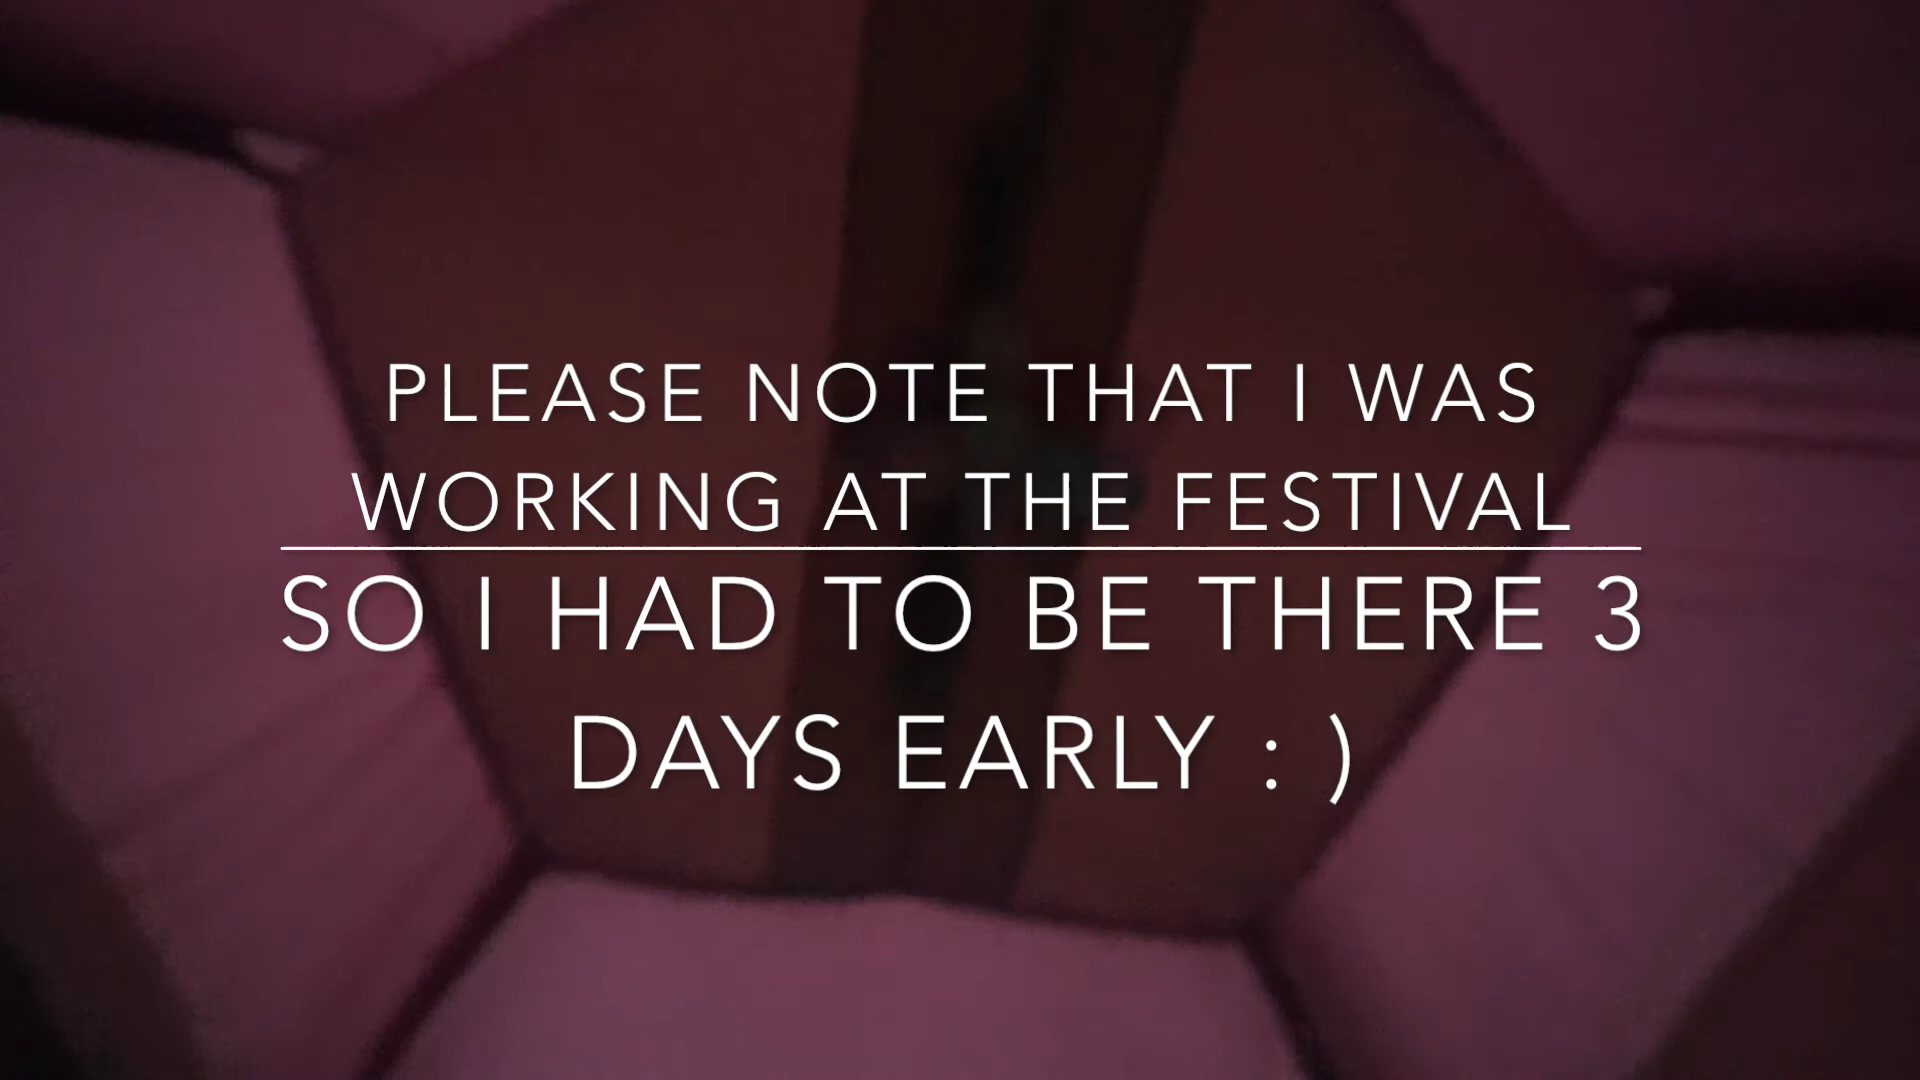 PLEASE NOTE THAT I WAS
WORKING AT THE FESTIVAL
SO I HAD TO BE THERE 3
DAYS EARLY : )